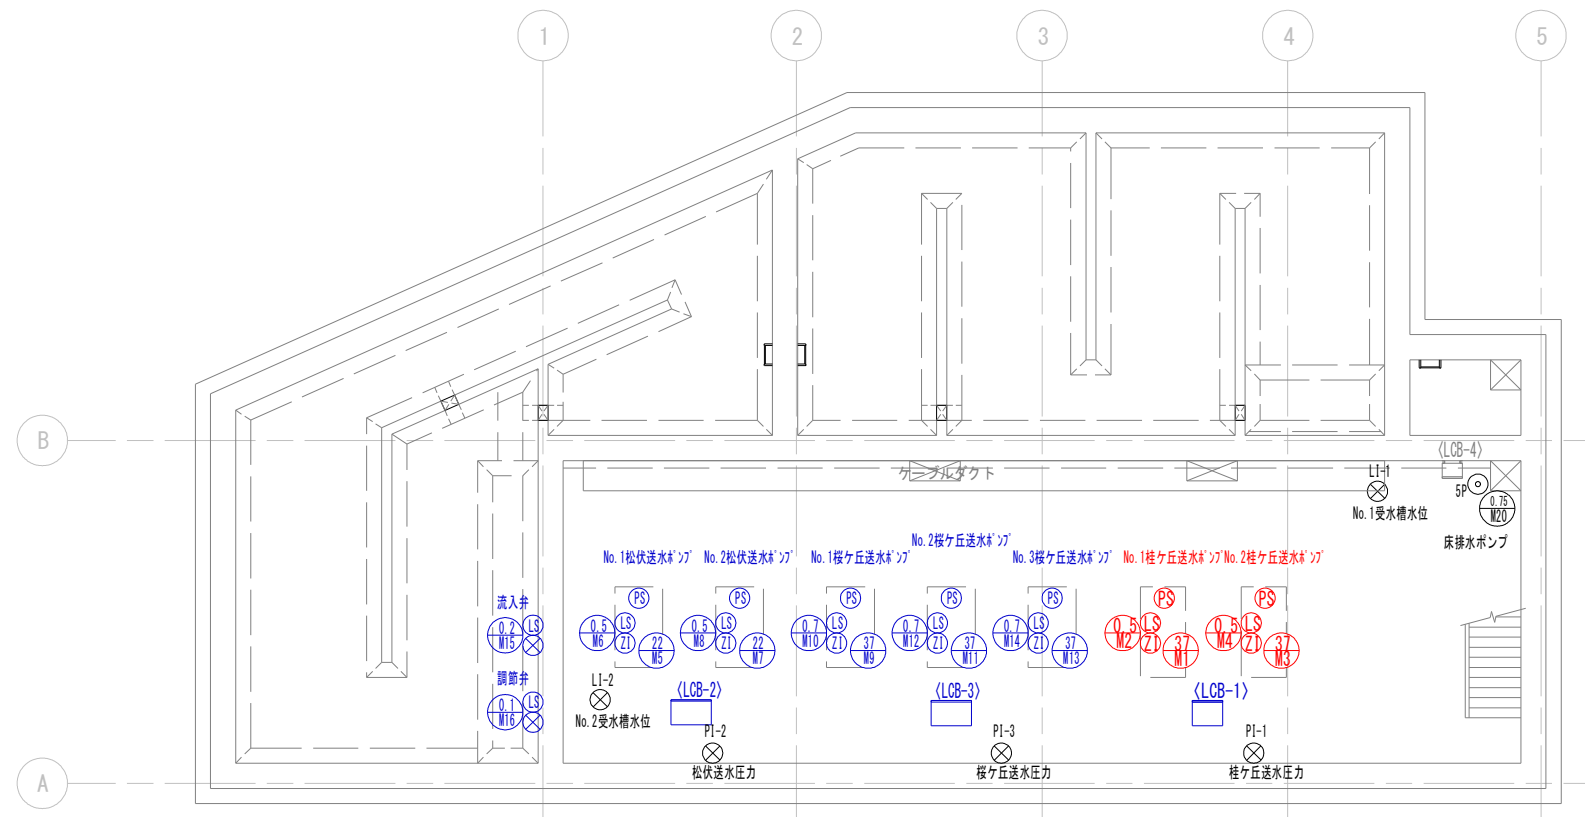 1
2
3
4
5
B
A
〈LCB-4〉
ケーブルダクト
LI-1
5P
No.1受水槽水位
0.75
M20
床排水ポンプ
No.1松伏送水ポンプ
No.2松伏送水ポンプ
No.1桜ケ丘送水ポンプ
No.2桜ケ丘送水ポンプ
No.3桜ケ丘送水ポンプ
No.1桂ケ丘送水ポンプ
No.2桂ケ丘送水ポンプ
流入弁
0.2
M15
LS
調節弁
0.1
M16
LS
PS
0.5
M6
LS
ZI
22
M5
PS
0.5
M8
LS
ZI
22
M7
PS
0.7
M10
LS
ZI
37
M9
PS
0.7
M12
LS
ZI
37
M11
PS
0.7
M14
LS
ZI
37
M13
PS
0.5
M2
LS
ZI
37
M1
PS
0.5
M4
LS
ZI
37
M3
LI-2
No.2受水槽水位
〈LCB-2〉
〈LCB-3〉
〈LCB-1〉
PI-2
松伏送水圧力
PI-3
桜ケ丘送水圧力
PI-1
桂ケ丘送水圧力